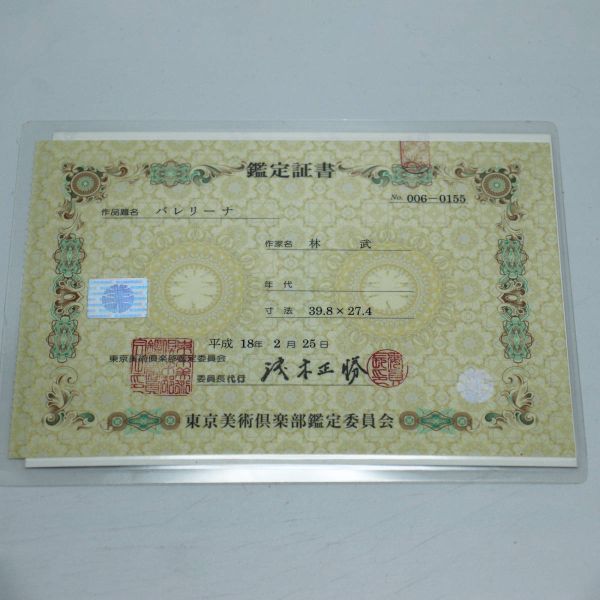 鑑定証書
No. 006-0155
作品題名 バレリーナ
作家名 林 武
年代
寸法 39.8×27.4
平成 18年 2月 25日
東京美術倶楽部鑑定委員会
委員長代行
東京美術倶楽部鑑定委員会